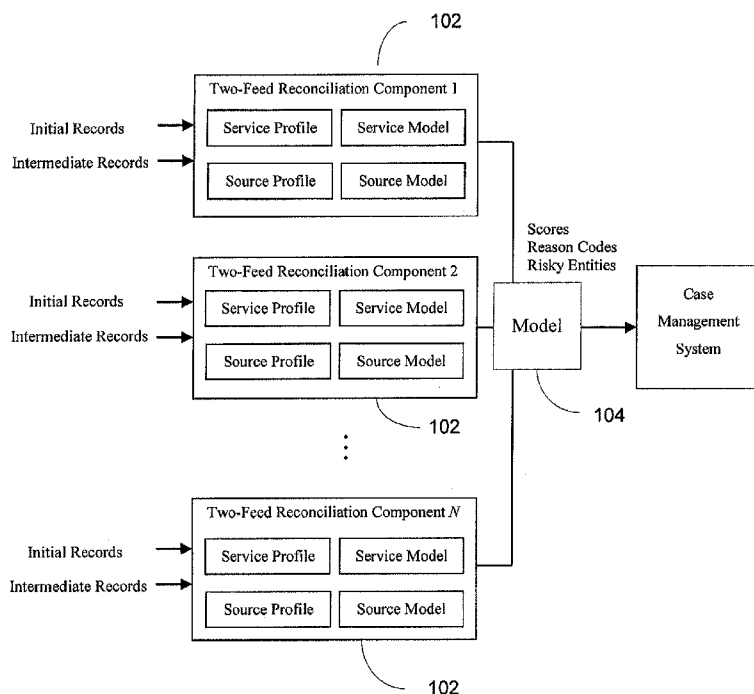 102
Two-Feed Reconciliation Component 1
Initial Records
Service Profile
Service Model
Intermediate Records
Source Profile
Source Model
Scores
Reason Codes
Risky Entities
Two-Feed Reconciliation Component 2
Initial Records
Service Profile
Service Model
Intermediate Records
Source Profile
Source Model
Model
Case
Management
System
102
104
Two-Feed Reconciliation Component N
Initial Records
Service Profile
Service Model
Intermediate Records
Source Profile
Source Model
102